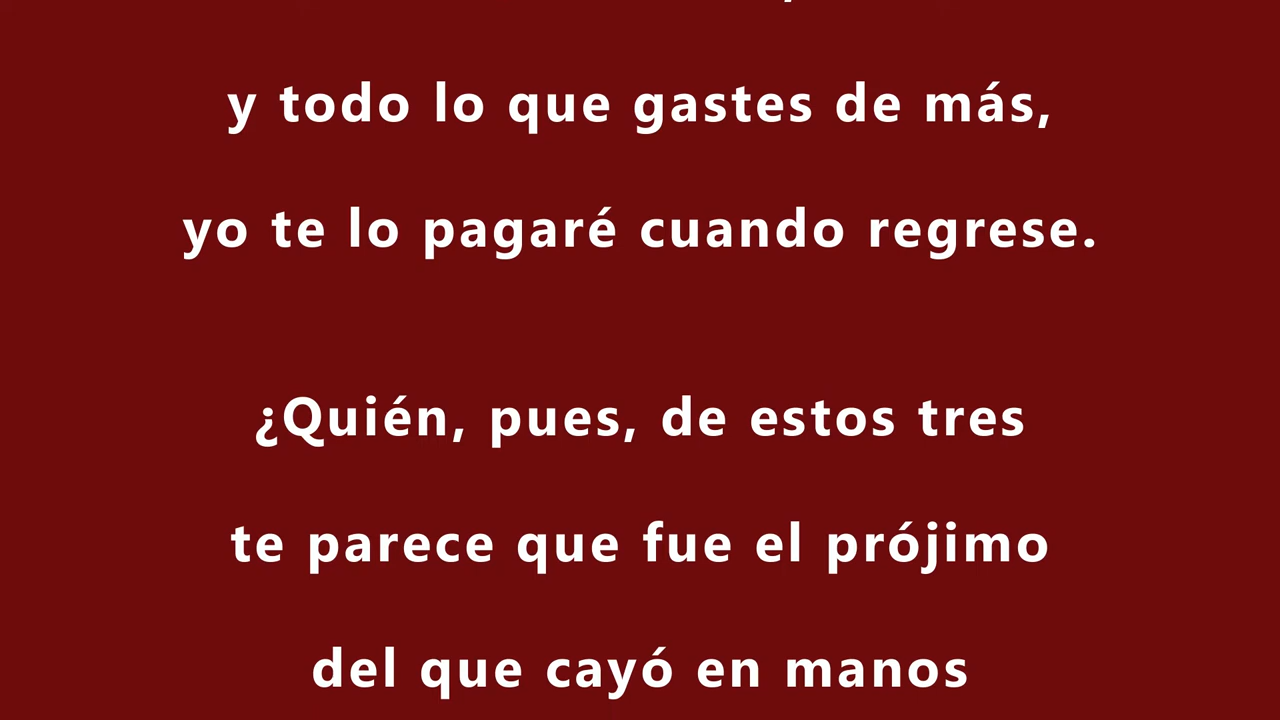 y todo lo que gastes de más,
yo te lo pagaré cuando regrese.
¿Quién, pues, de estos tres
te parece que fue el prójimo
del que cayó en manos